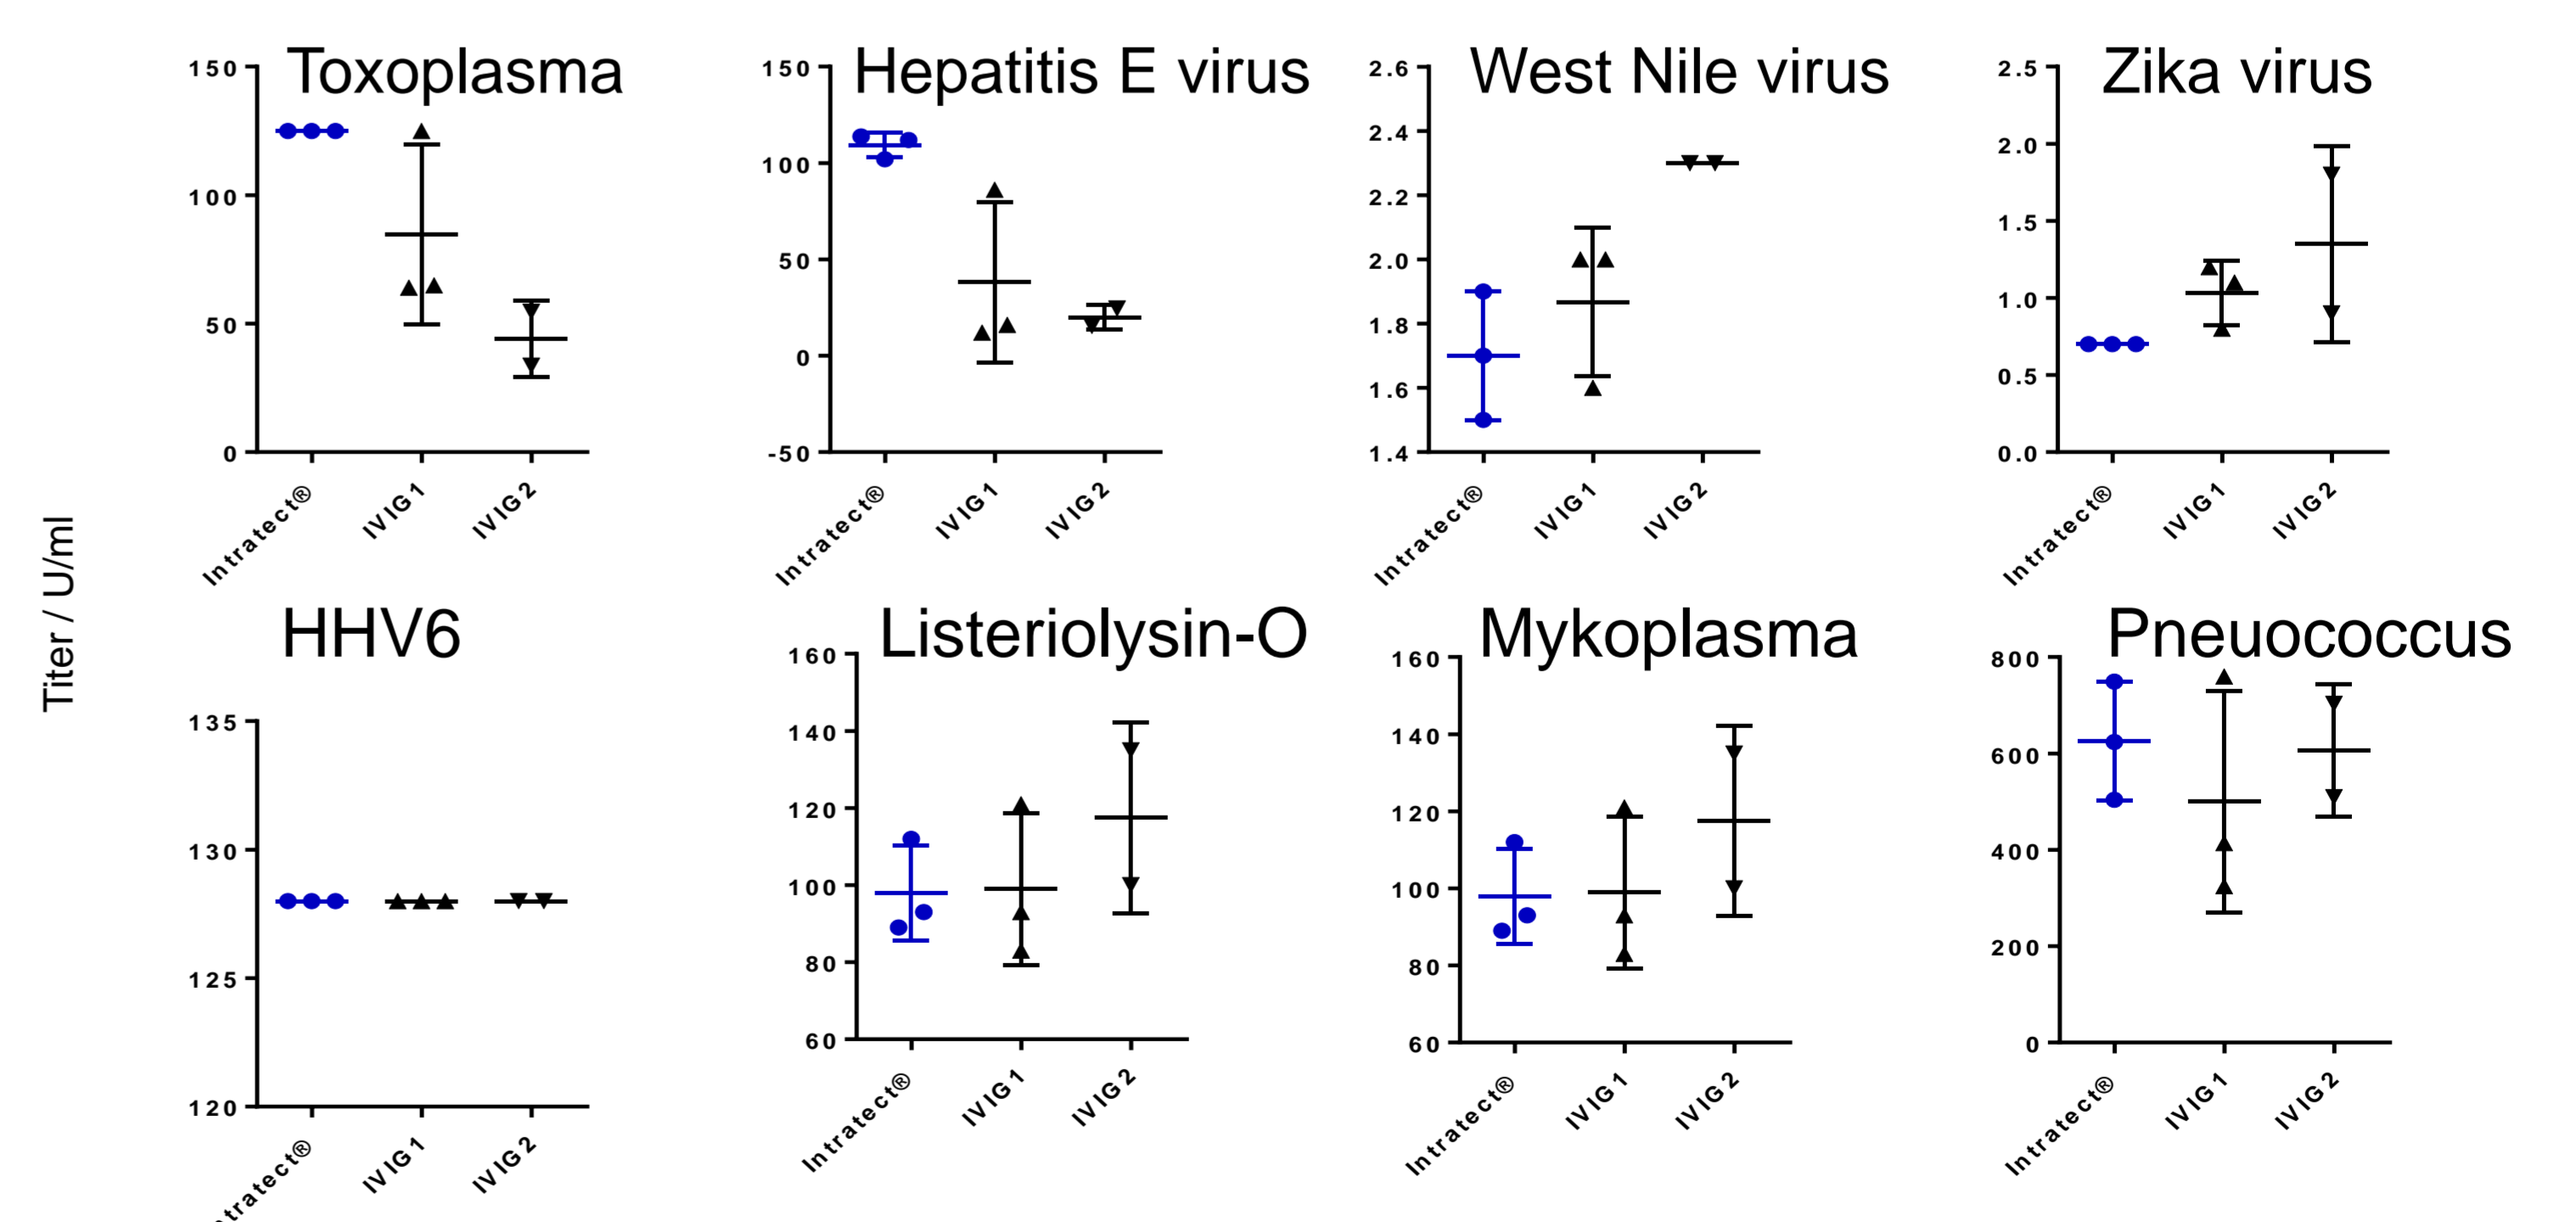 Titer / U/ml
Toxoplasma
150
100
50
0
Intratect®
IVIG1
IVIG2
Hepatitis E virus
150
100
50
0
-50
Intratect®
IVIG1
IVIG2
West Nile virus
2.6
2.4
2.2
2.0
1.8
1.6
1.4
Intratect®
IVIG1
IVIG2
Zika virus
2.5
2.0
1.5
1.0
0.5
0.0
Intratect®
IVIG1
IVIG2
HHV6
135
130
125
120
ntratect®
IVIG1
IVIG2
Listeriolysin-O
160
140
120
100
80
60
Intratect®
IVIG1
IVIG2
Mykoplasma
160
140
120
100
80
60
Intratect®
IVIG1
IVIG2
Pneuococcus
800
600
400
200
0
Intratect®
IVIG1
IVIG2